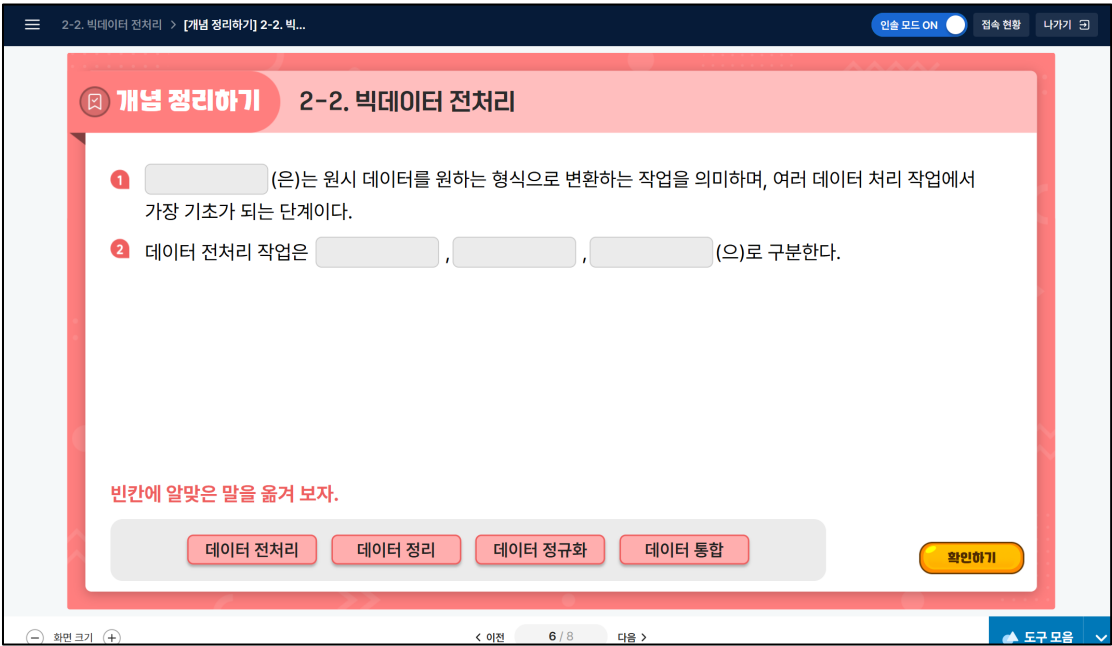 2-2. 빅데이터 전처리 > [개념 정리하기] 2-2. 빅...
인솔 모드 ON
접속 현황
나가기
개념 정리하기
2-2. 빅데이터 전처리
1 (은)는 원시 데이터를 원하는 형식으로 변환하는 작업을 의미하며, 여러 데이터 처리 작업에서
가장 기초가 되는 단계이다.
2 데이터 전처리 작업은 , , (으)로 구분한다.
빈칸에 알맞은 말을 옮겨 보자.
데이터 전처리
데이터 정리
데이터 정규화
데이터 통합
확인하기
화면 크기
< 이전 6 / 8 다음 >
도구 모음